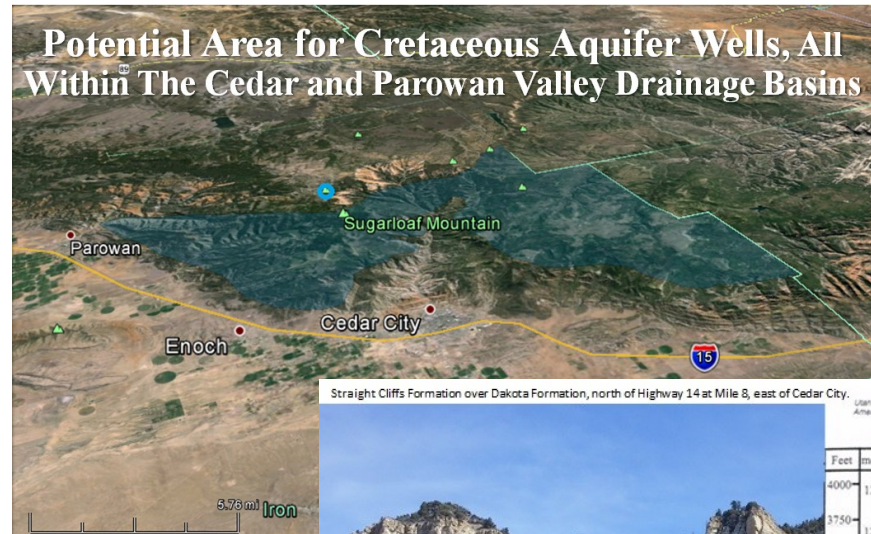 Potential Area for Cretaceous Aquifer Wells, All
Within The Cedar and Parowan Valley Drainage Basins
89
Sugarloaf Mountain
Parowan
Cedar City
Enoch
15
Straight Cliffs Formation over Dakota Formation, north of Highway 14 at Mile 8, east of Cedar City.
Feet
4000
3750
5.76 mi
Iron